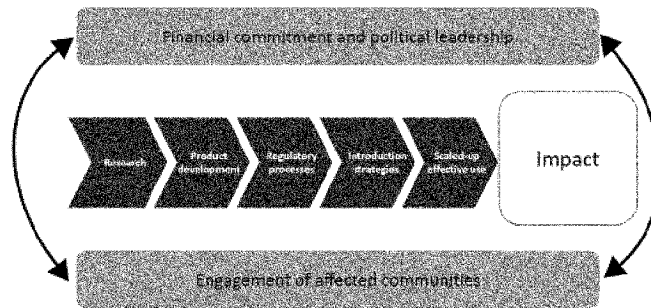 Financial commitment and political leadership
Research
Product
development
Regulatory
processes
Introduction
strategies
Scaled-up
effective use
Impact
Engagement of affected communities